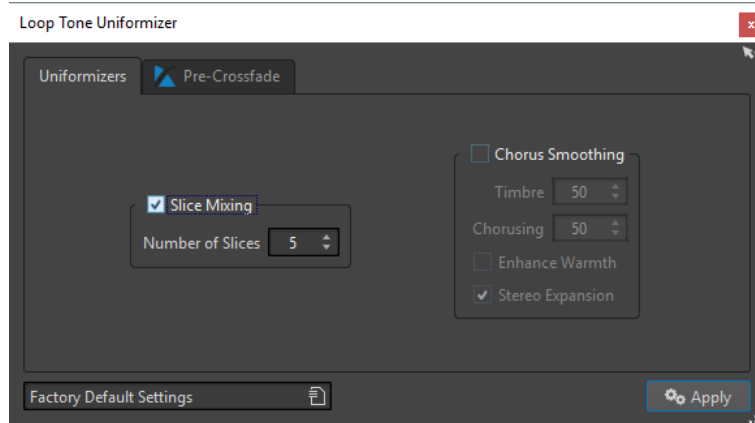 Loop Tone Uniformizer
x
Uniformizers
Pre-Crossfade
Slice Mixing
Number of Slices 5
Chorus Smoothing
Timbre 50
Chorusing 50
Enhance Warmth
Stereo Expansion
Factory Default Settings
Apply